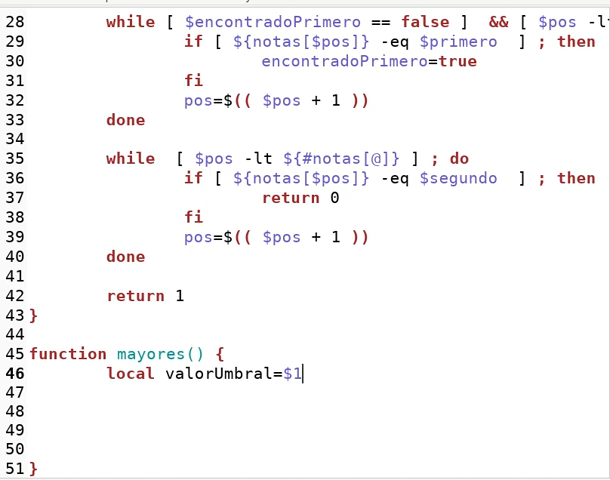 28 while [ $encontradoPrimero == false ]  && [ $pos -lt
29 if [ ${notas[$pos]} -eq $primero  ] ; then
30 encontradoPrimero=true
31 fi
32 pos=$(( $pos + 1 ))
33 done
34
35 while  [ $pos -lt ${#notas[@]} ] ; do
36 if [ ${notas[$pos]} -eq $segundo  ] ; then
37 return 0
38 fi
39 pos=$(( $pos + 1 ))
40 done
41
42 return 1
43 }
44
45 function mayores() {
46 local valorUmbral=$1
47
48
49
50
51 }